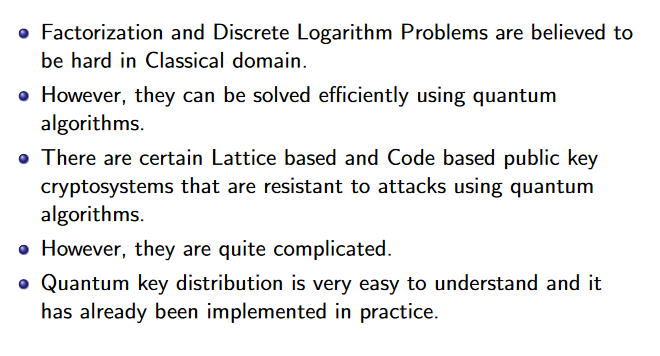 Factorization and Discrete Logarithm Problems are believed to
be hard in Classical domain.
However, they can be solved efficiently using quantum
algorithms.
There are certain Lattice based and Code based public key
cryptosystems that are resistant to attacks using quantum
algorithms.
However, they are quite complicated.
Quantum key distribution is very easy to understand and it
has already been implemented in practice.